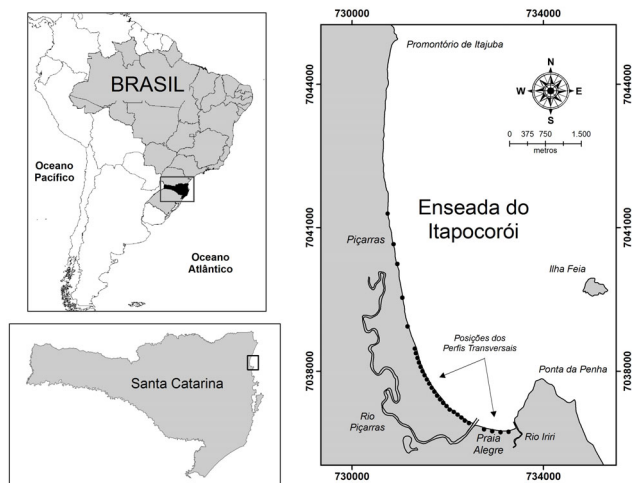 BRASIL
Oceano
Pacífico
Oceano
Atlântico
Santa Catarina
730000
734000
Promontório de Itajuba
7044000
7044000
N
W
E
S
0 375 750 1.500
metros
Enseada do
Itapocorói
7041000
7041000
Piçarras
Ilha Feia
Posições dos
Perfis Transversais
7038000
7038000
Ponta da Penha
Rio
Piçarras
Praia
Alegre
Rio Iriri
730000
734000